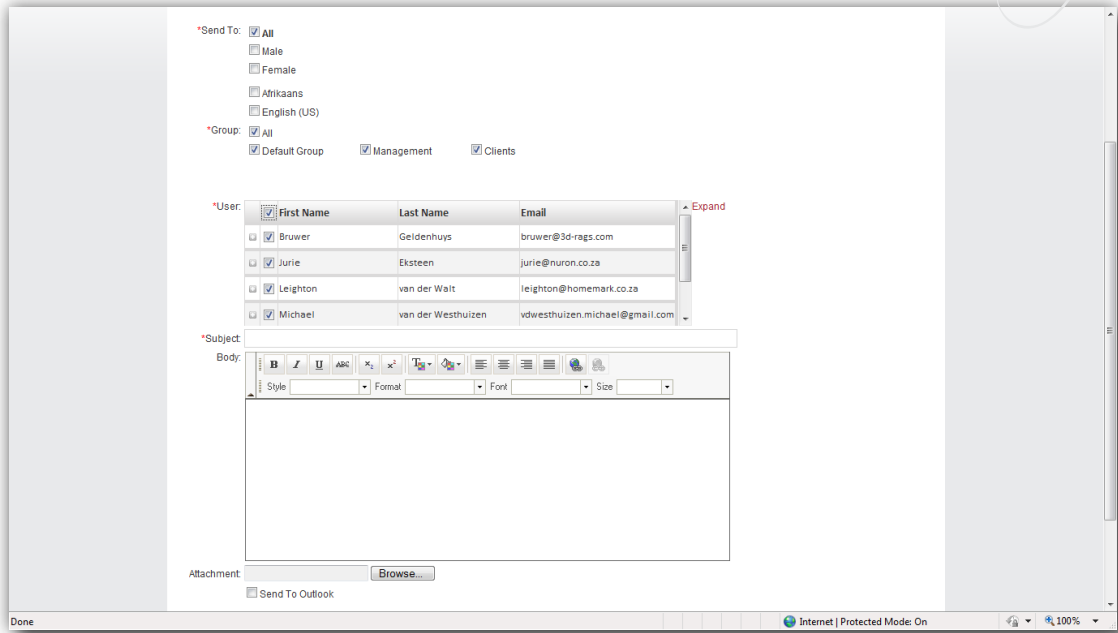 *Send To: All
Male
Female
Afrikaans
English (US)
*Group: All
Default Group Management Clients
*User: First Name Last Name Email Expand
Bruwer Geldenhuys bruwer@3d-rags.com
Jurie Eksteen jurie@nuron.co.za
Leighton van der Walt leighton@homemark.co.za
Michael van der Westhuizen vdwesthuizen.michael@gmail.com
*Subject:
Body: B I U ABC x₂ x²
Style Format Font Size
Attachment: Browse...
Send To Outlook
Done Internet | Protected Mode: On 100%